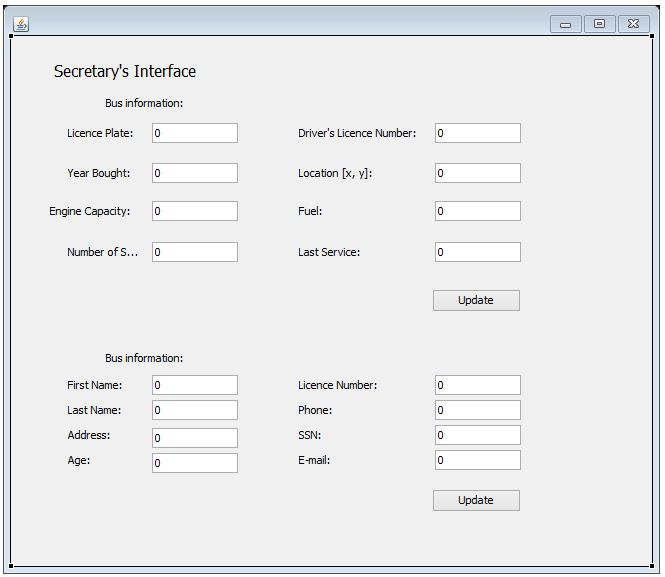 Secretary's Interface
Bus information:
Licence Plate: 0 Driver's Licence Number: 0
Year Bought: 0 Location [x, y]: 0
Engine Capacity: 0 Fuel: 0
Number of S... 0 Last Service: 0
Update
Bus information:
First Name: 0 Licence Number: 0
Last Name: 0 Phone: 0
Address: 0 SSN: 0
Age: 0 E-mail: 0
Update